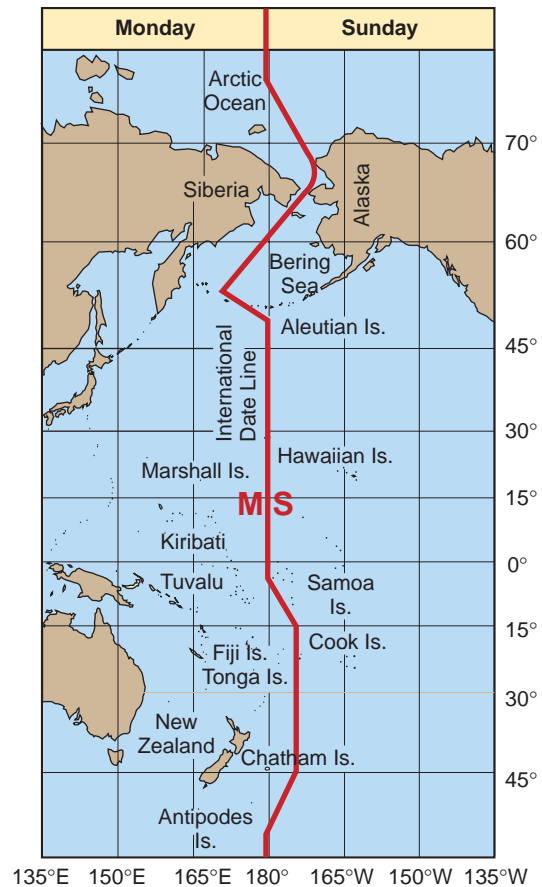 Monday
Sunday
Arctic
Ocean
70°
Siberia
Alaska
60°
Bering
Sea
Aleutian Is.
45°
International
Date Line
30°
Hawaiian Is.
Marshall Is.
M S
15°
Kiribati
0°
Tuvalu
Samoa
Is.
15°
Cook Is.
Fiji Is.
Tonga Is.
30°
New
Zealand
Chatham Is.
45°
Antipodes
Is.
135°E 150°E 165°E 180° 165°W 150°W 135°W